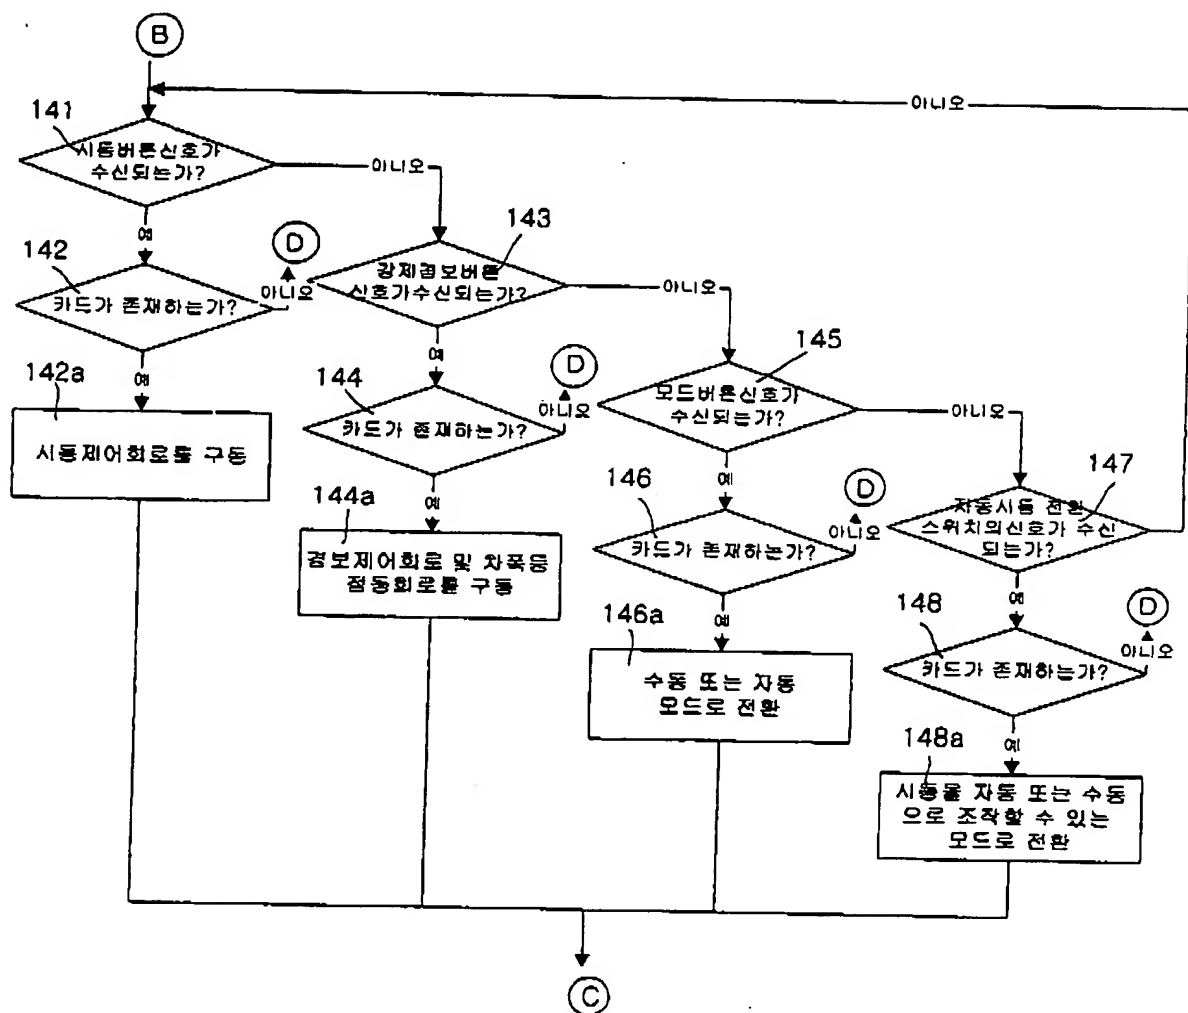 B
아니오
141
시동버튼신호가
수신되는가?
아니오
예
142
D
143
카드가 존재하는가?
아니오
강제경보버튼
신호가수신되는가?
아니오
예
예
142a
시동제어회로를 구동
144
D
145
카드가 존재하는가?
아니오
모드버튼신호가
수신되는가?
아니오
예
예
144a
경보제어회로 및 차폭등
점등회로를 구동
146
D
147
카드가 존재하는가?
아니오
자동시동 전환
스위치의신호가 수신
되는가?
예
예
146a
수동 또는 자동
모드로 전환
148
D
카드가 존재하는가?
아니오
예
148a
시동을 자동 또는 수동
으로 조작할 수 있는
모드로 전환
C